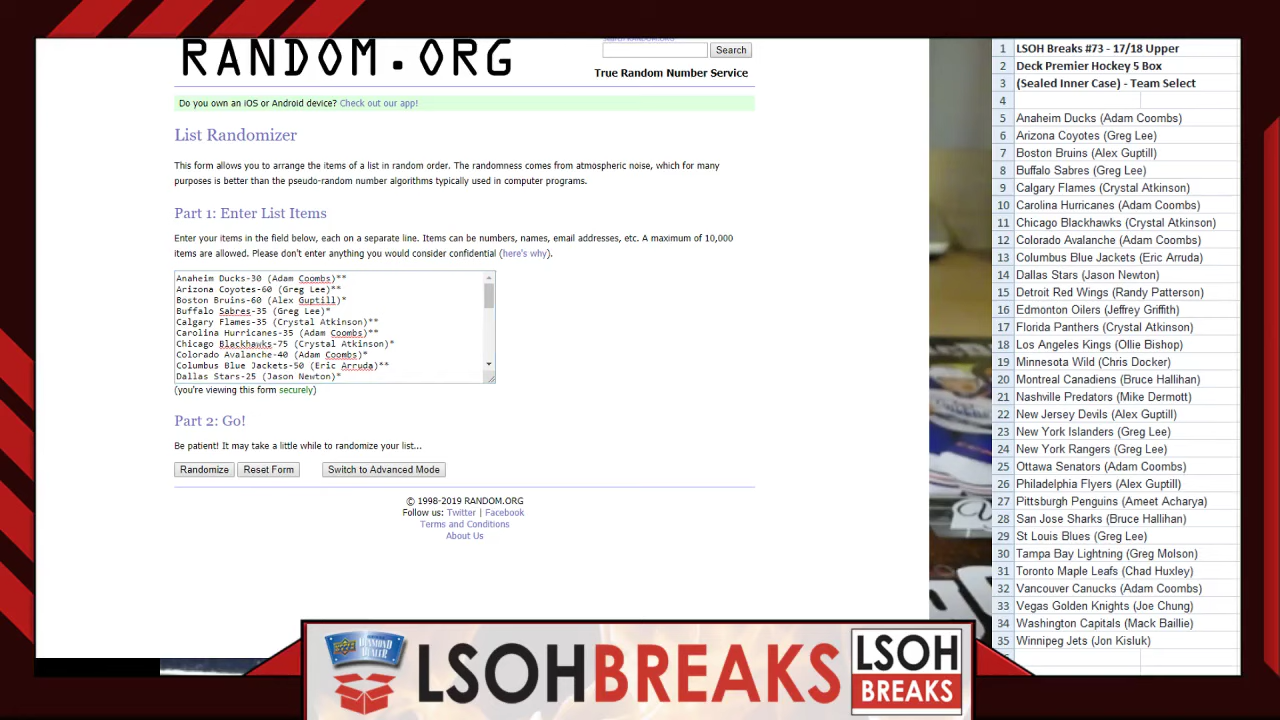 RANDOM.ORG
Search
True Random Number Service
Do you own an iOS or Android device? Check out our app!
List Randomizer
This form allows you to arrange the items of a list in random order. The randomness comes from atmospheric noise, which for many
purposes is better than the pseudo-random number algorithms typically used in computer programs.
Part 1: Enter List Items
Enter your items in the field below, each on a separate line. Items can be numbers, names, email addresses, etc. A maximum of 10,000
items are allowed. Please don't enter anything you would consider confidential (here's why).
Anaheim Ducks-30 (Adam Coombs)**
Arizona Coyotes-60 (Greg Lee)**
Boston Bruins-60 (Alex Guptill)*
Buffalo Sabres-35 (Greg Lee)*
Calgary Flames-35 (Crystal Atkinson)**
Carolina Hurricanes-35 (Adam Coombs)**
Chicago Blackhawks-75 (Crystal Atkinson)*
Colorado Avalanche-40 (Adam Coombs)*
Columbus Blue Jackets-50 (Eric Arruda)**
Dallas Stars-25 (Jason Newton)*
(you're viewing this form securely)
Part 2: Go!
Be patient! It may take a little while to randomize your list...
Randomize Reset Form Switch to Advanced Mode
© 1998-2019 RANDOM.ORG
Follow us: Twitter | Facebook
Terms and Conditions
About Us
1 LSOH Breaks #73 - 17/18 Upper
2 Deck Premier Hockey 5 Box
3 (Sealed Inner Case) - Team Select
4
5 Anaheim Ducks (Adam Coombs)
6 Arizona Coyotes (Greg Lee)
7 Boston Bruins (Alex Guptill)
8 Buffalo Sabres (Greg Lee)
9 Calgary Flames (Crystal Atkinson)
10 Carolina Hurricanes (Adam Coombs)
11 Chicago Blackhawks (Crystal Atkinson)
12 Colorado Avalanche (Adam Coombs)
13 Columbus Blue Jackets (Eric Arruda)
14 Dallas Stars (Jason Newton)
15 Detroit Red Wings (Randy Patterson)
16 Edmonton Oilers (Jeffrey Griffith)
17 Florida Panthers (Crystal Atkinson)
18 Los Angeles Kings (Ollie Bishop)
19 Minnesota Wild (Chris Docker)
20 Montreal Canadiens (Bruce Hallihan)
21 Nashville Predators (Mike Dermott)
22 New Jersey Devils (Alex Guptill)
23 New York Islanders (Greg Lee)
24 New York Rangers (Greg Lee)
25 Ottawa Senators (Adam Coombs)
26 Philadelphia Flyers (Alex Guptill)
27 Pittsburgh Penguins (Ameet Acharya)
28 San Jose Sharks (Bruce Hallihan)
29 St Louis Blues (Greg Lee)
30 Tampa Bay Lightning (Greg Molson)
31 Toronto Maple Leafs (Chad Huxley)
32 Vancouver Canucks (Adam Coombs)
33 Vegas Golden Knights (Joe Chung)
34 Washington Capitals (Mack Baillie)
35 Winnipeg Jets (Jon Kisluk)
DIAMOND
DEALER
LSOHBREAKS
LSOH
BREAKS